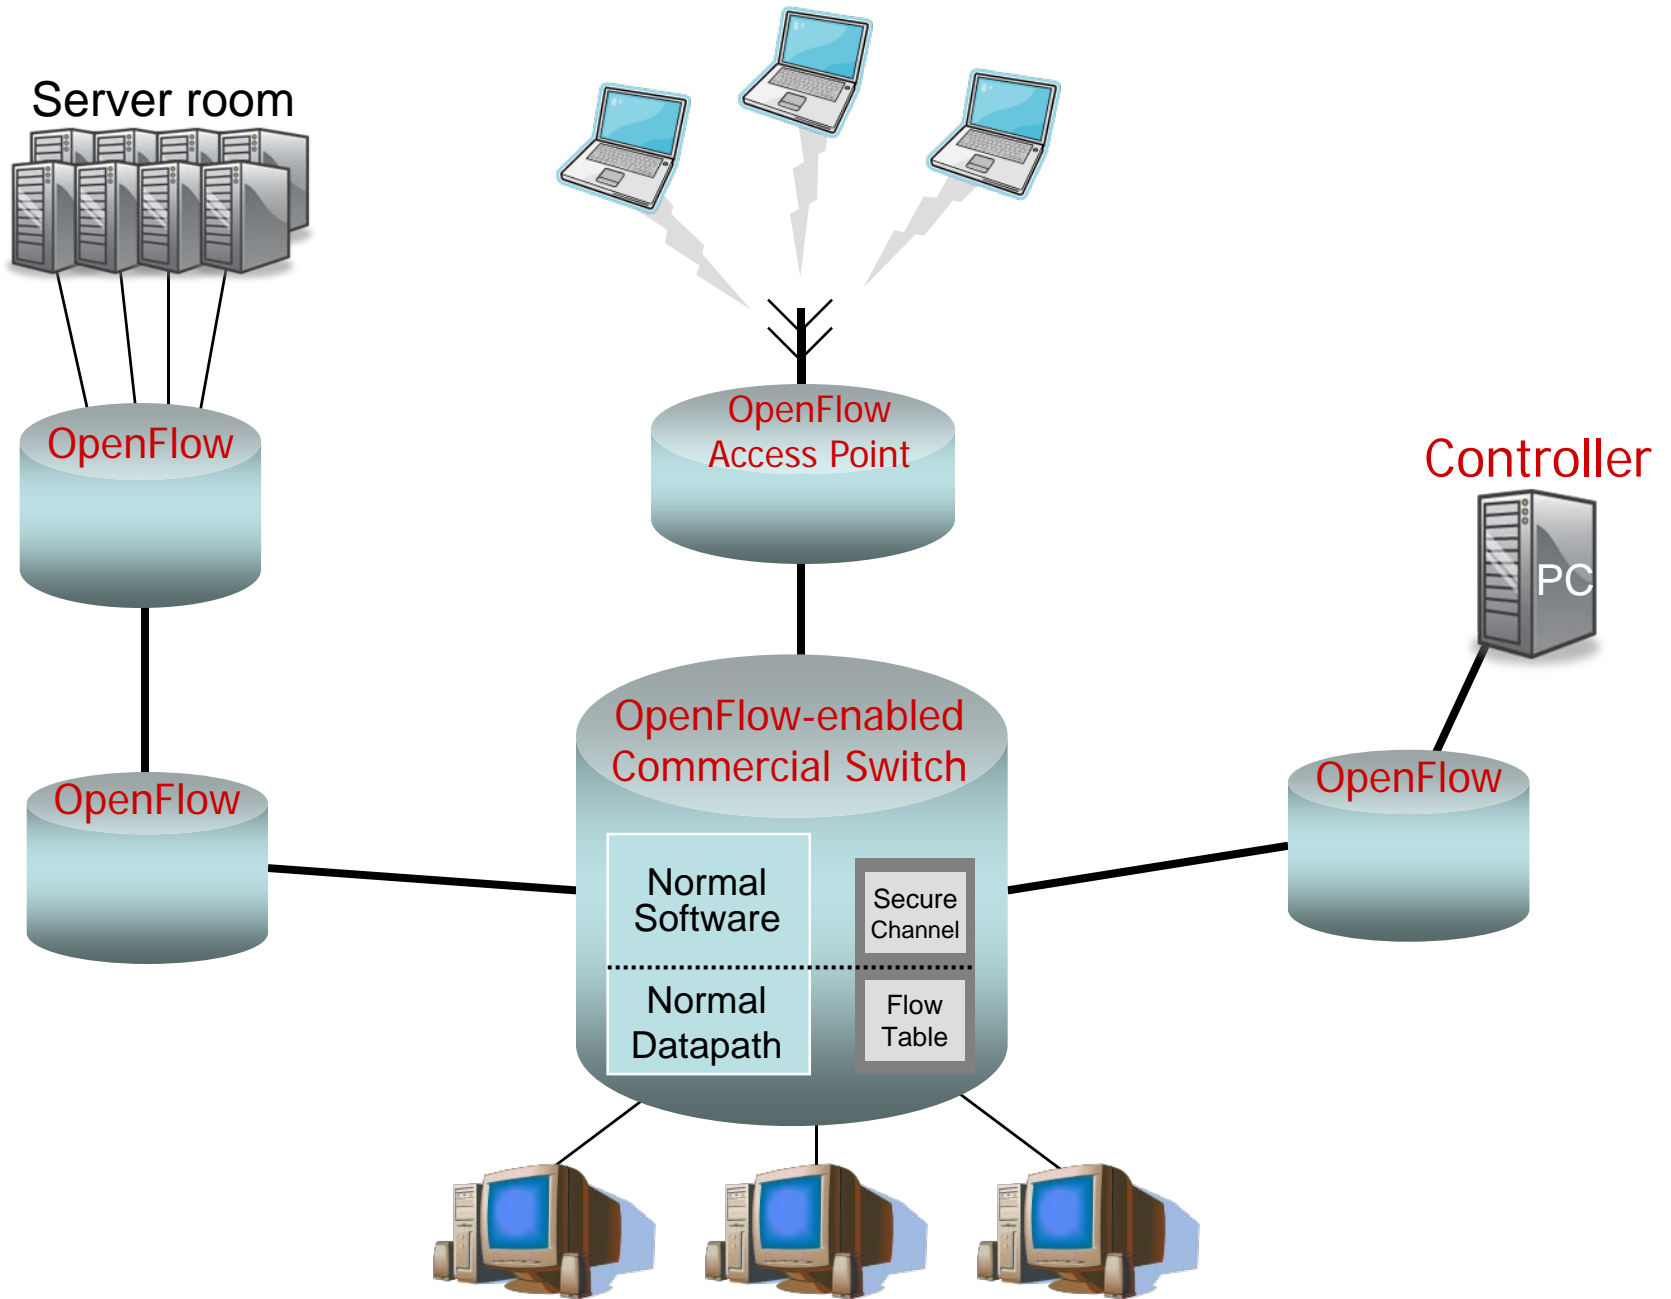 Server room
OpenFlow
OpenFlow
Access Point
Controller
PC
OpenFlow-enabled
Commercial Switch
OpenFlow
OpenFlow
Normal
Software
Secure
Channel
Normal
Datapath
Flow
Table